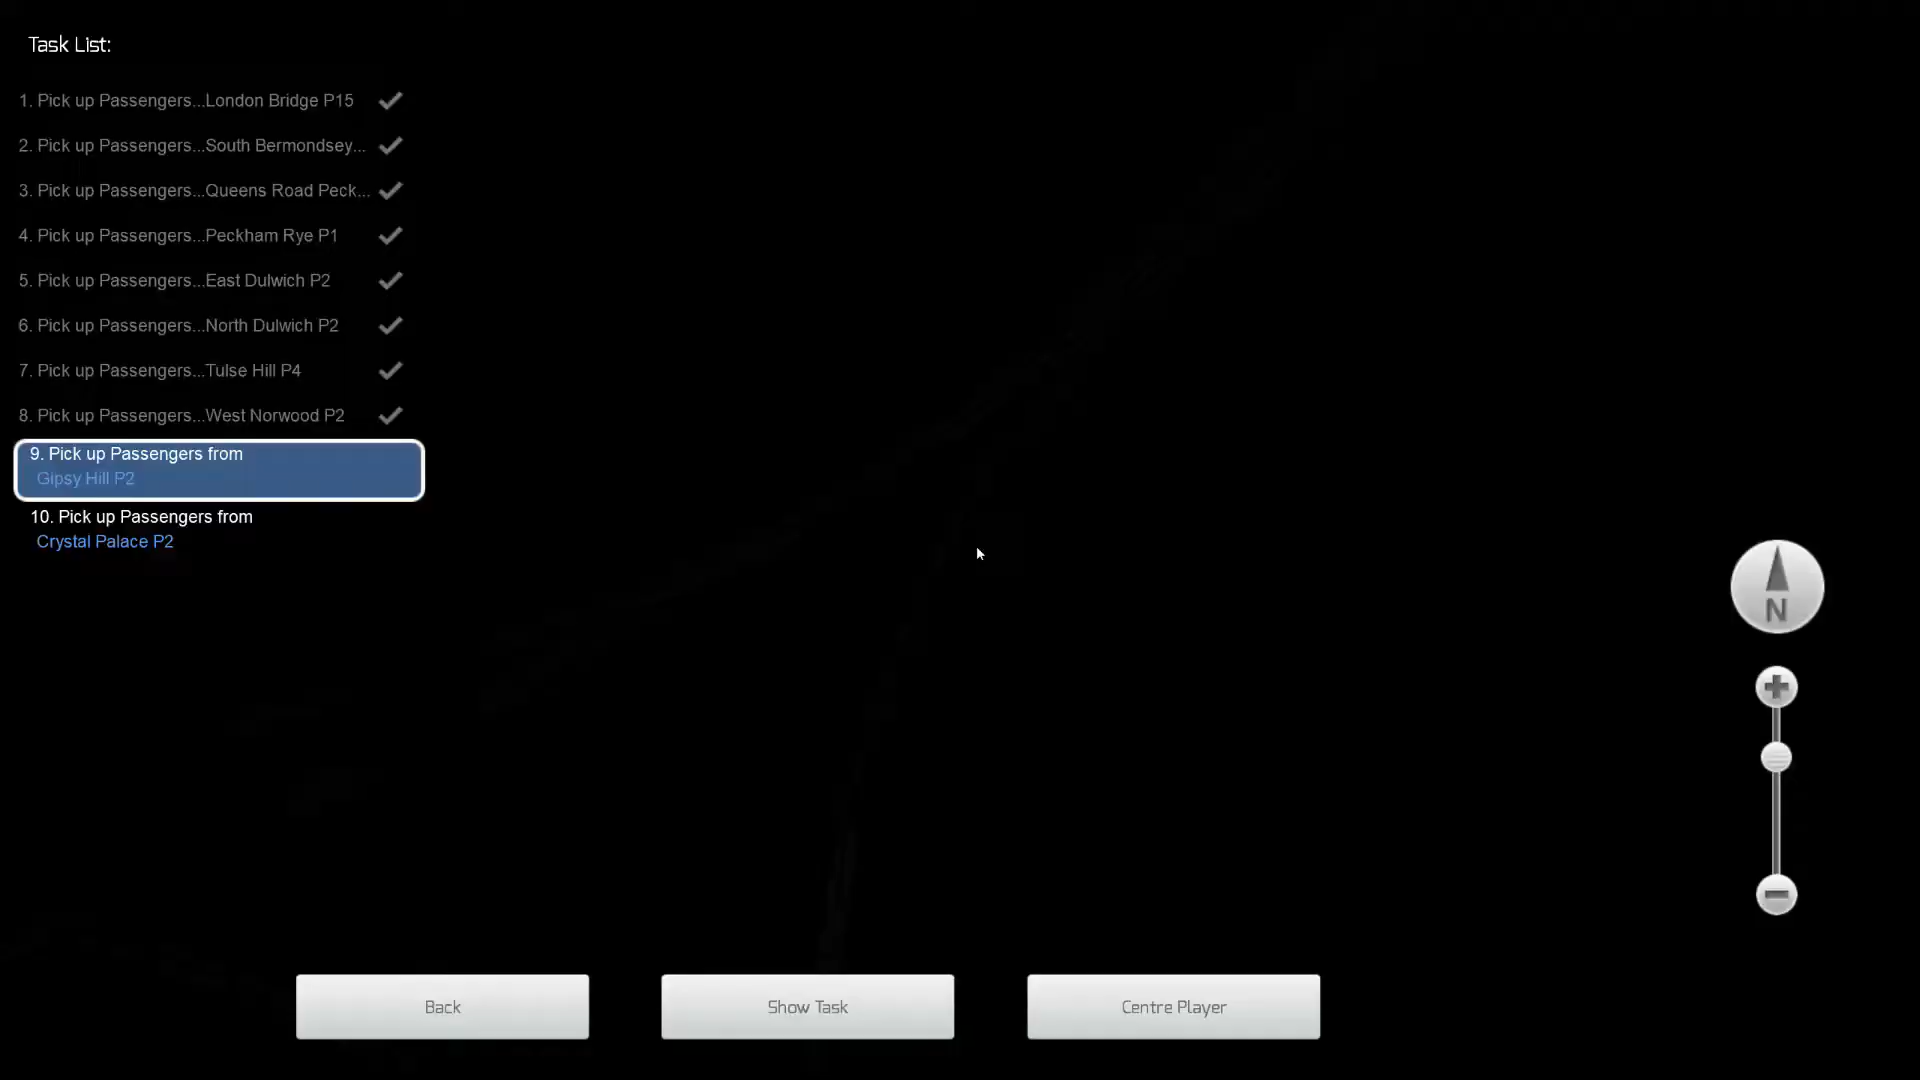 Task List:
1. Pick up Passengers...London Bridge P15
2. Pick up Passengers...South Bermondsey...
3. Pick up Passengers...Queens Road Peck...
4. Pick up Passengers...Peckham Rye P1
5. Pick up Passengers...East Dulwich P2
6. Pick up Passengers...North Dulwich P2
7. Pick up Passengers...Tulse Hill P4
8. Pick up Passengers...West Norwood P2
9. Pick up Passengers from
Gipsy Hill P2
10. Pick up Passengers from
Crystal Palace P2
N
Back
Show Task
Centre Player